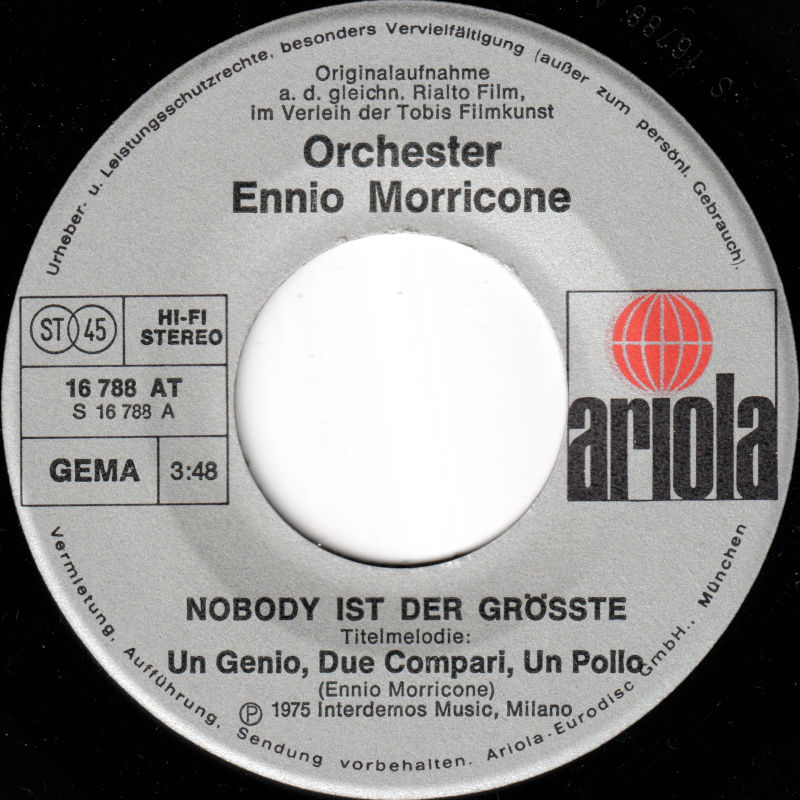 Urheber- u. Leistungsschutzrechte, besonders Vervielfältigung (außer zum persönl. Gebrauch).
Originalaufnahme
a. d. gleichn. Rialto Film,
im Verleih der Tobis Filmkunst
Orchester
Ennio Morricone
ST 45
HI-FI
STEREO
16 788 AT
S 16 788 A
GEMA
3:48
ariola
NOBODY IST DER GRÖSSTE
Titelmelodie:
Un Genio, Due Compari, Un Pollo
(Ennio Morricone)
Ⓟ 1975 Interdemos Music, Milano
Vermietung, Aufführung, Sendung vorbehalten. Ariola-Eurodisc GmbH., München